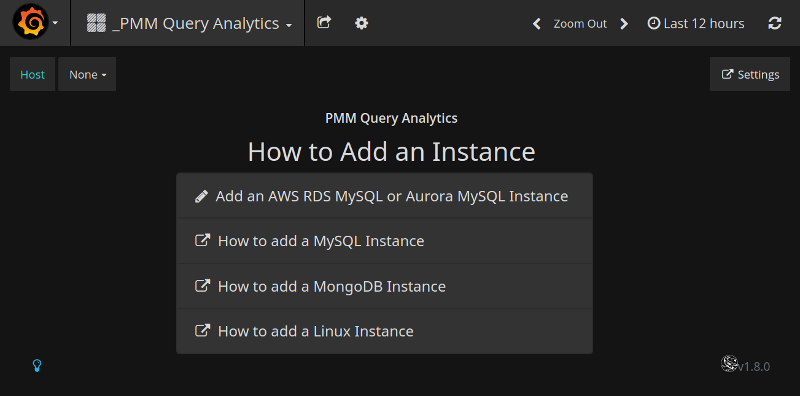 _PMM Query Analytics
Zoom Out
Last 12 hours
Host
None
Settings
PMM Query Analytics
How to Add an Instance
Add an AWS RDS MySQL or Aurora MySQL Instance
How to add a MySQL Instance
How to add a MongoDB Instance
How to add a Linux Instance
v1.8.0